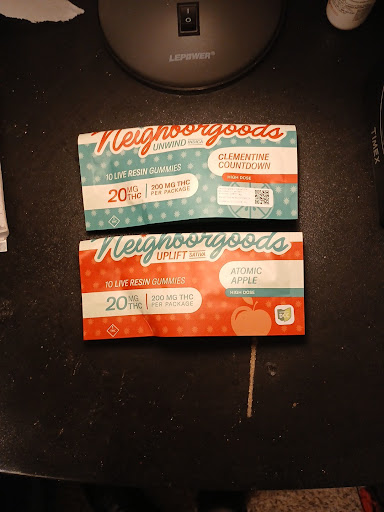 LEPOWER®
TIMEX
Neighborgoods
UNWIND INDICA
CLEMENTINE
COUNTDOWN
HIGH DOSE
10 LIVE RESIN GUMMIES
20 MG THC
200 MG THC
PER PACKAGE
Neighborgoods
UPLIFT SATIVA
ATOMIC
APPLE
HIGH DOSE
10 LIVE RESIN GUMMIES
20 MG THC
200 MG THC
PER PACKAGE